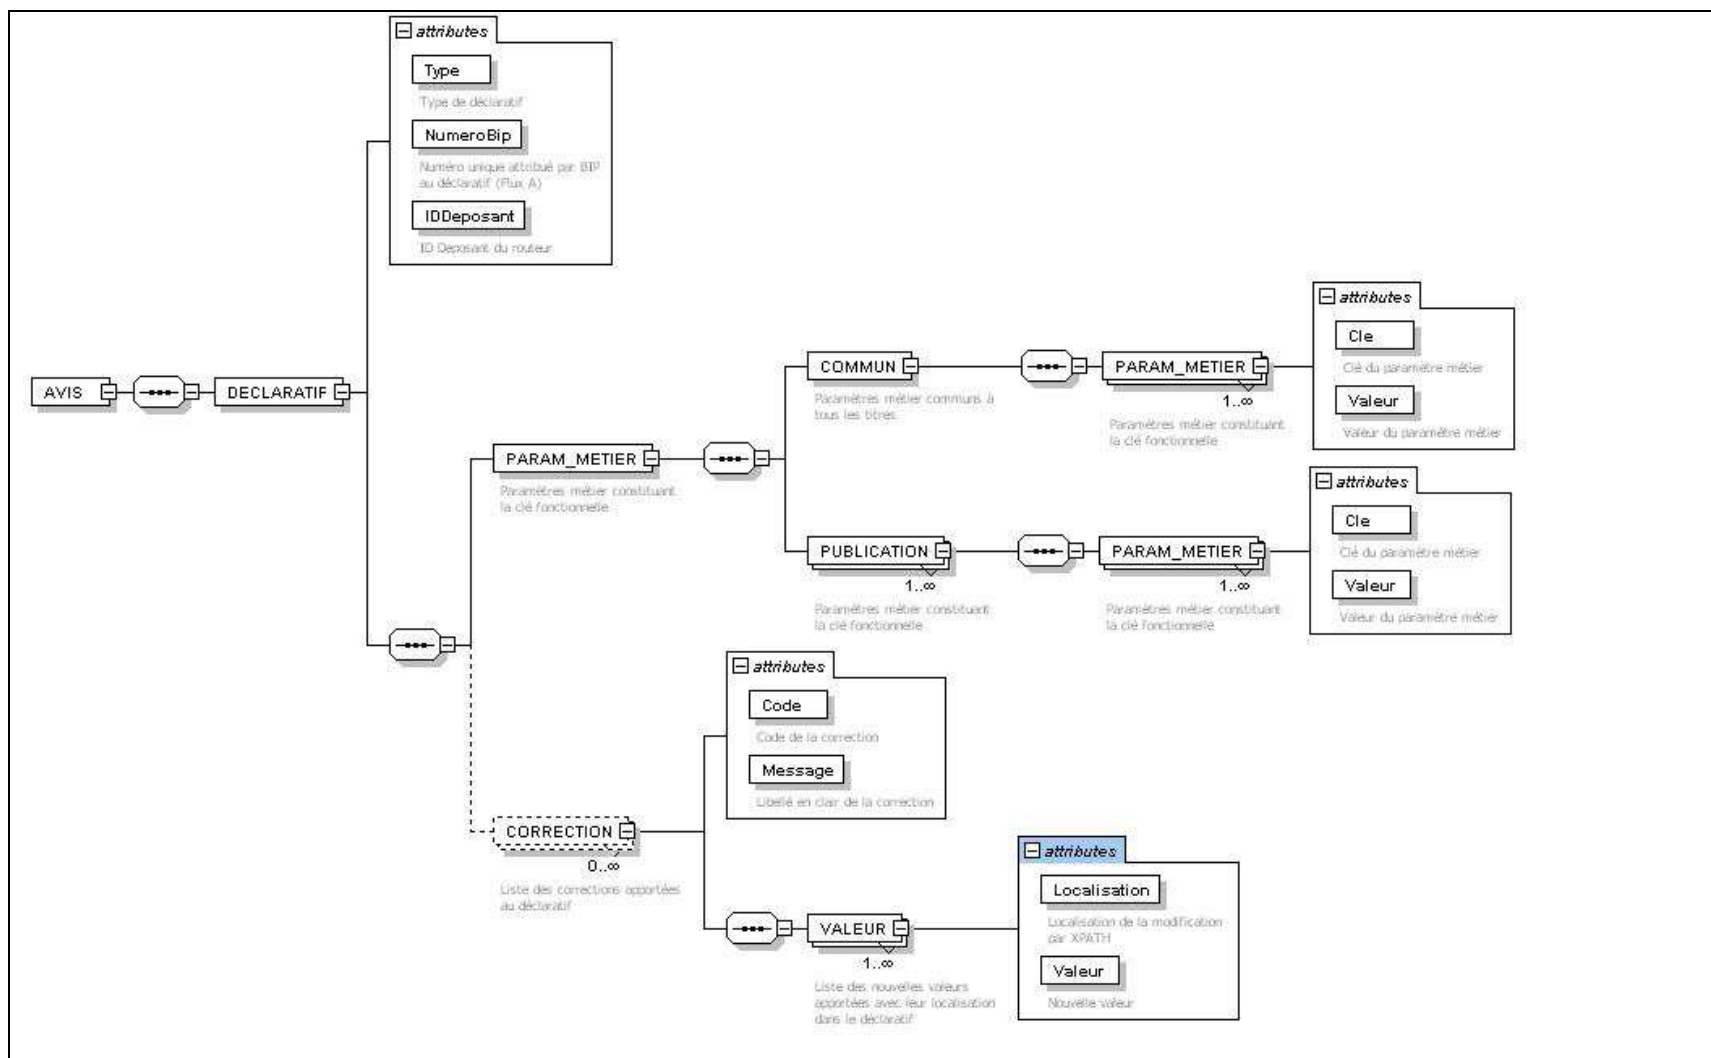 attributes
Type
Type de déclaratif
NumeroBip
Numéro unique attribué par BIP
au déclaratif (Flux A)
IDDeposant
ID Deposant du routeur
AVIS
DECLARATIF
PARAM_METIER
Paramètres métier constituant
la clé fonctionnelle
COMMUN
Paramètres métier communs à
tous les titres.
PARAM_METIER
1..∞
Paramètres métier constituant
la clé fonctionnelle
attributes
Cle
Clé du paramètre métier
Valeur
Valeur du paramètre métier
PUBLICATION
1..∞
Paramètres métier constituant
la clé fonctionnelle
PARAM_METIER
1..∞
Paramètres métier constituant
la clé fonctionnelle
attributes
Cle
Clé du paramètre métier
Valeur
Valeur du paramètre métier
CORRECTION
0..∞
Liste des corrections apportées
au déclaratif
attributes
Code
Code de la correction
Message
Libellé en clair de la correction
VALEUR
1..∞
Liste des nouvelles valeurs
apportées avec leur localisation
dans le déclaratif
attributes
Localisation
Localisation de la modification
par XPATH
Valeur
Nouvelle valeur